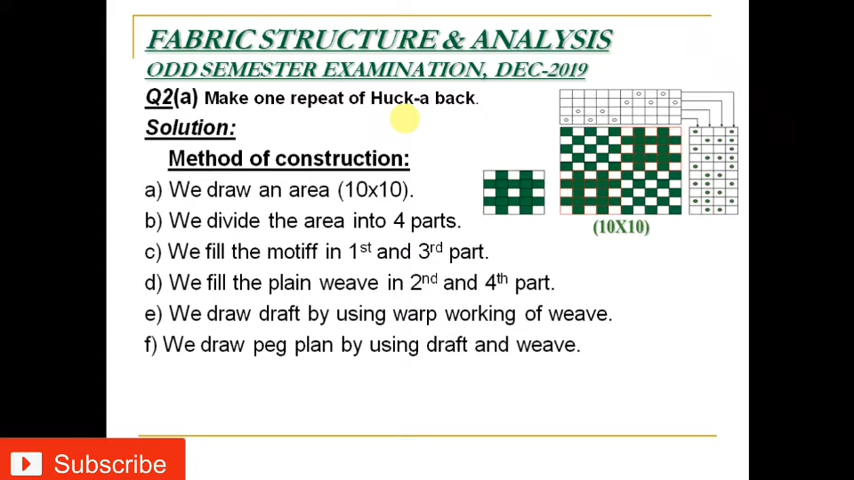 FABRIC STRUCTURE & ANALYSIS
ODD SEMESTER EXAMINATION, DEC-2019
Q2(a) Make one repeat of Huck-a back.
Solution:
Method of construction:
a) We draw an area (10x10).
b) We divide the area into 4 parts.
(10X10)
c) We fill the motiff in 1st and 3rd part.
d) We fill the plain weave in 2nd and 4th part.
e) We draw draft by using warp working of weave.
f) We draw peg plan by using draft and weave.
Subscribe